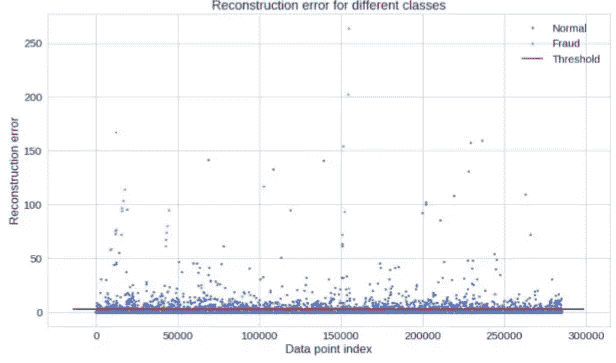 Reconstruction error for different classes
Normal
Fraud
Threshold
250
200
150
100
50
0
Reconstruction error
0 50000 100000 150000 200000 250000 300000
Data point index